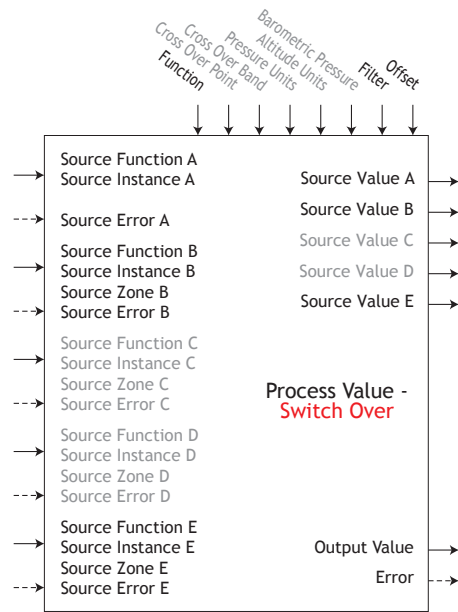 Function
Cross Over Point
Cross Over Band
Pressure Units
Altitude Units
Barometric Pressure
Filter
Offset
Source Function A
Source Instance A
Source Error A
Source Function B
Source Instance B
Source Zone B
Source Error B
Source Function C
Source Instance C
Source Zone C
Source Error C
Source Function D
Source Instance D
Source Zone D
Source Error D
Source Function E
Source Instance E
Source Zone E
Source Error E
Source Value A
Source Value B
Source Value C
Source Value D
Source Value E
Process Value -
Switch Over
Output Value
Error